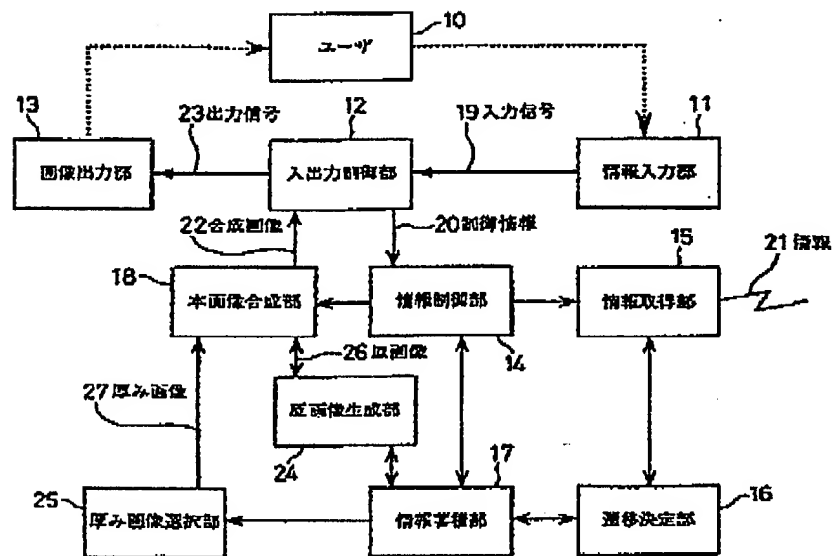 10
ユーザ
13
23出力信号
12
19入力信号
11
画像出力部
入出力制御部
情報入力部
22合成画像
20制御情報
15
21情報
18
本画像合成部
情報制御部
情報取得部
26原画像
14
27厚み画像
原画像生成部
24
17
25
厚み画像選択部
情報蓄積部
遷移決定部
16